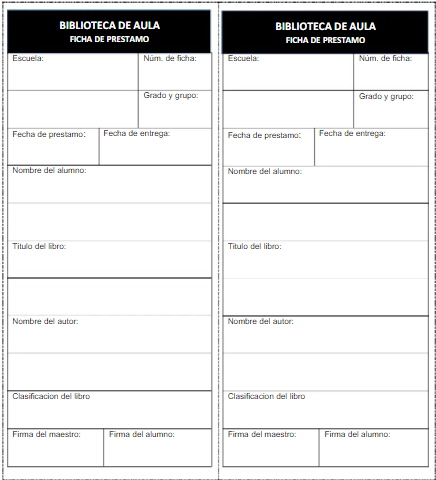 BIBLIOTECA DE AULA
FICHA DE PRESTAMO
Escuela:
Núm. de ficha:
Grado y grupo:
Fecha de prestamo:
Fecha de entrega:
Nombre del alumno:
Titulo del libro:
Nombre del autor:
Clasificacion del libro
Firma del maestro:
Firma del alumno:
BIBLIOTECA DE AULA
FICHA DE PRESTAMO
Escuela:
Núm. de ficha:
Grado y grupo:
Fecha de prestamo:
Fecha de entrega:
Nombre del alumno:
Titulo del libro:
Nombre del autor:
Clasificacion del libro
Firma del maestro:
Firma del alumno: